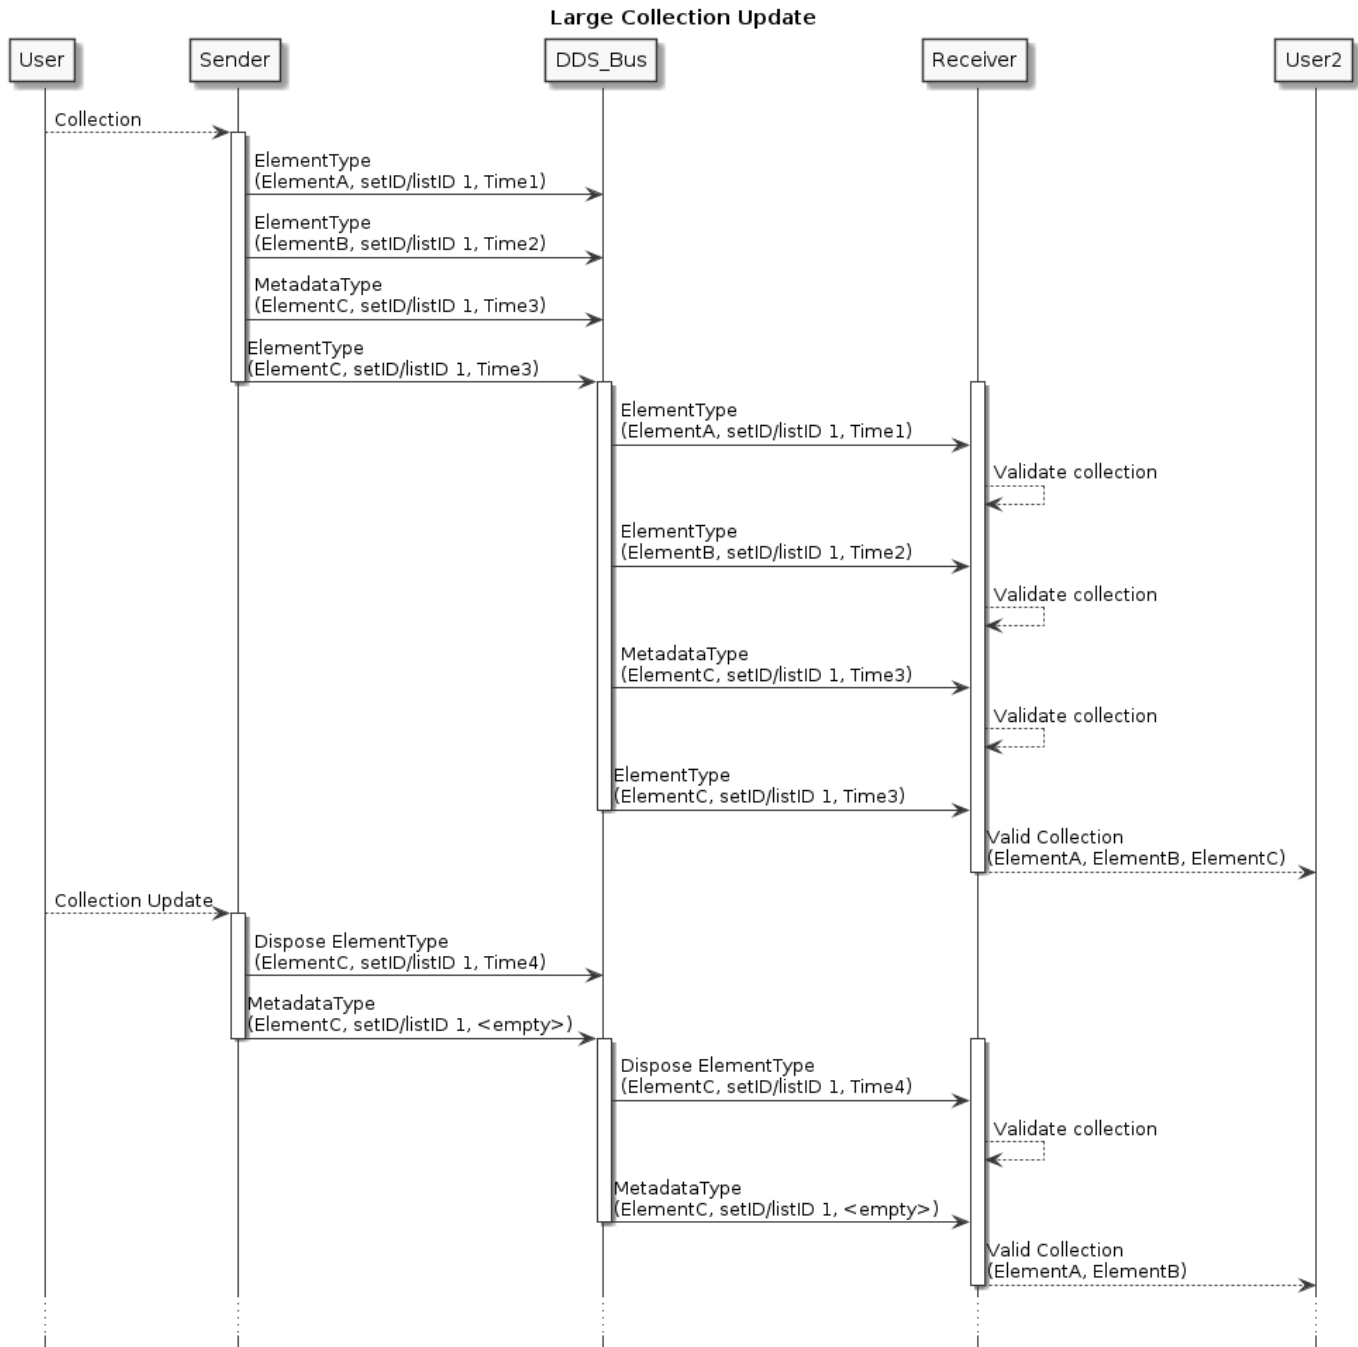 Large Collection Update
User
Sender
DDS_Bus
Receiver
User2
Collection
ElementType
(ElementA, setID/listID 1, Time1)
ElementType
(ElementB, setID/listID 1, Time2)
MetadataType
(ElementC, setID/listID 1, Time3)
ElementType
(ElementC, setID/listID 1, Time3)
ElementType
(ElementA, setID/listID 1, Time1)
Validate collection
ElementType
(ElementB, setID/listID 1, Time2)
Validate collection
MetadataType
(ElementC, setID/listID 1, Time3)
Validate collection
ElementType
(ElementC, setID/listID 1, Time3)
Valid Collection
(ElementA, ElementB, ElementC)
Collection Update
Dispose ElementType
(ElementC, setID/listID 1, Time4)
MetadataType
(ElementC, setID/listID 1, <empty>)
Dispose ElementType
(ElementC, setID/listID 1, Time4)
Validate collection
MetadataType
(ElementC, setID/listID 1, <empty>)
Valid Collection
(ElementA, ElementB)